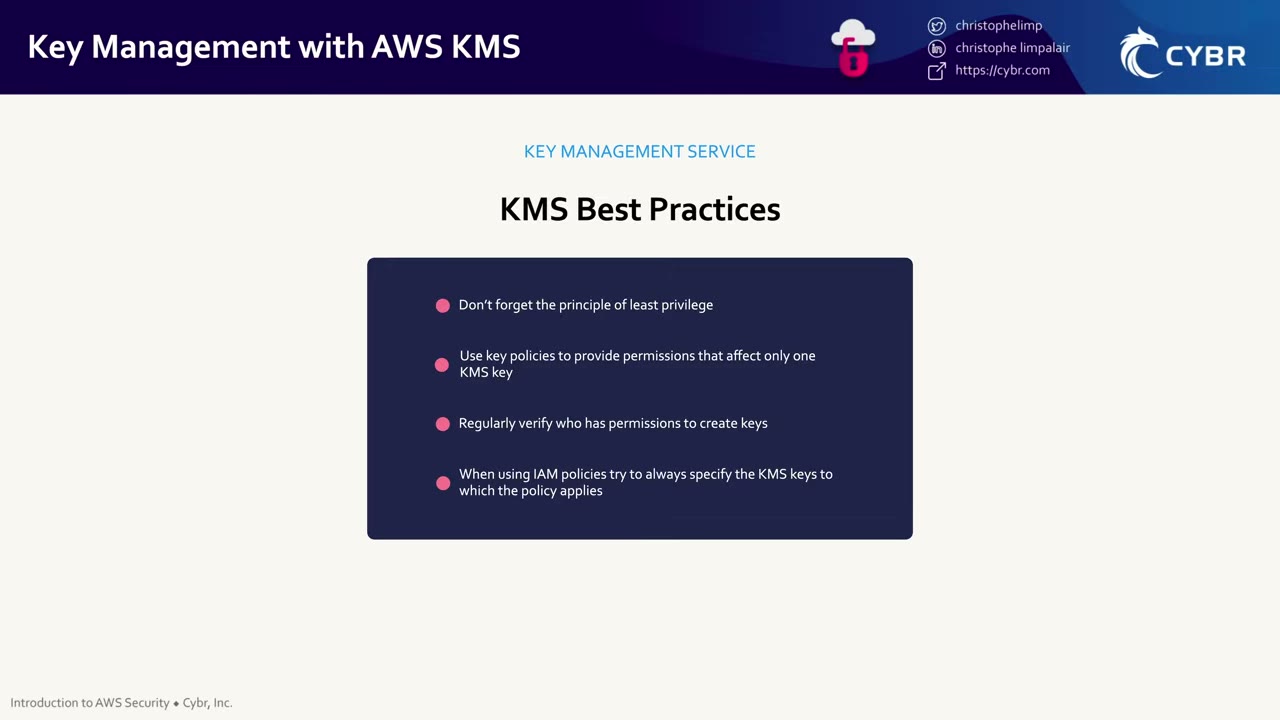 Key Management with AWS KMS
christophelimp
christophe limpalair
https://cybr.com
CYBR
KEY MANAGEMENT SERVICE
KMS Best Practices
Don’t forget the principle of least privilege
Use key policies to provide permissions that affect only one
KMS key
Regularly verify who has permissions to create keys
When using IAM policies try to always specify the KMS keys to
which the policy applies
Introduction to AWS Security ◆ Cybr, Inc.